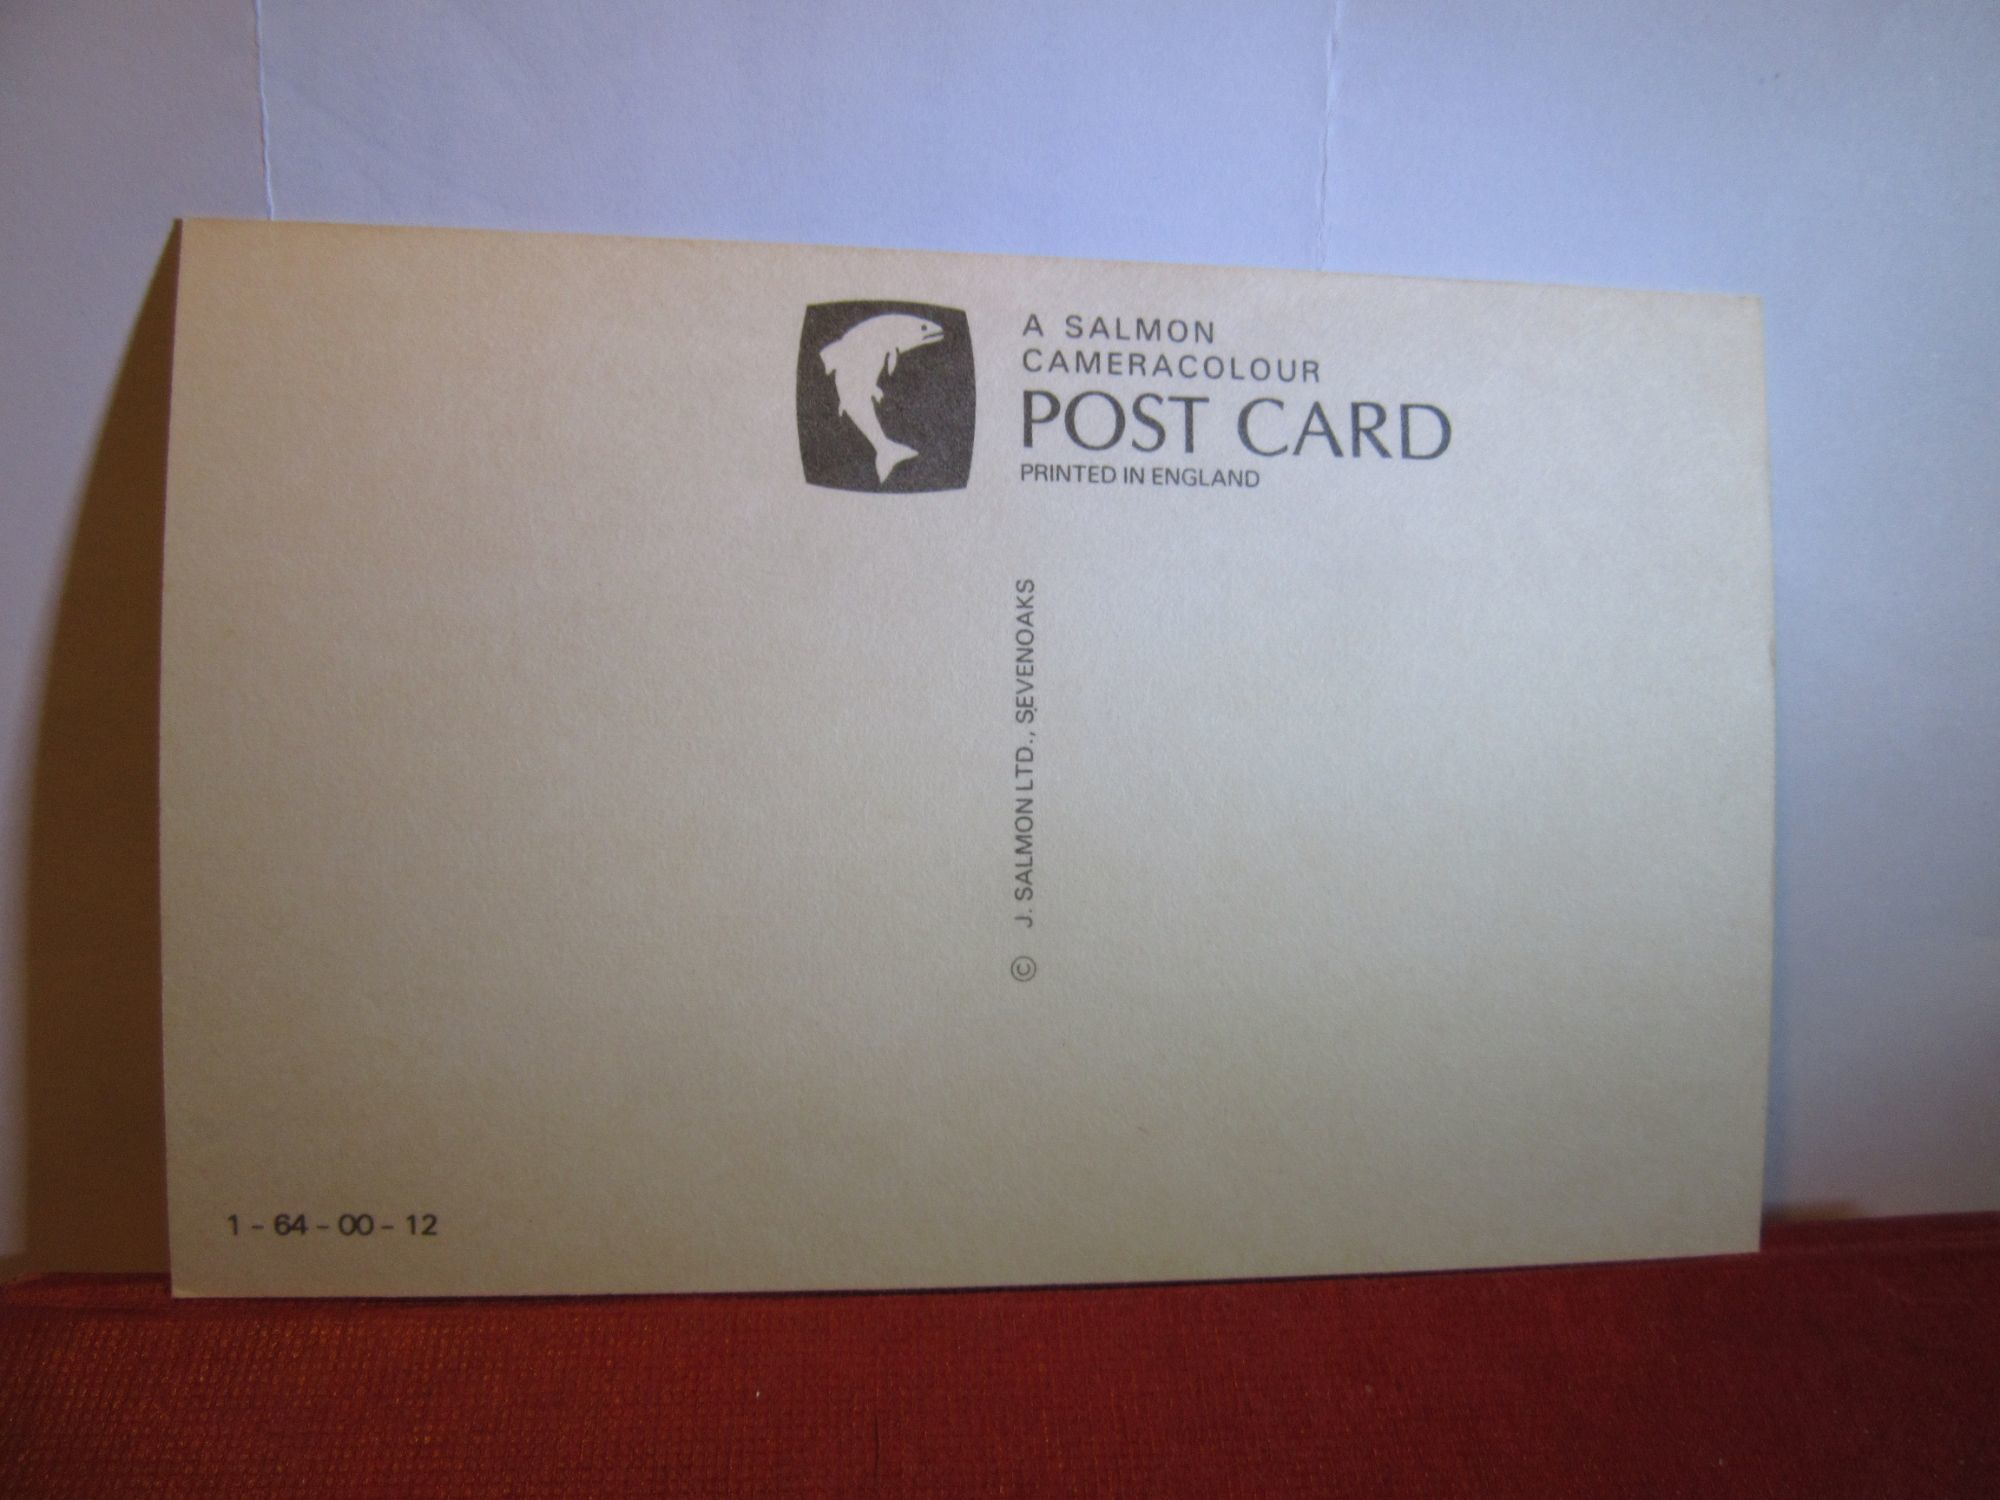 A SALMON
CAMERACOLOUR
POST CARD
PRINTED IN ENGLAND
© J. SALMON LTD., SEVENOAKS
1 - 64 - 00 - 12